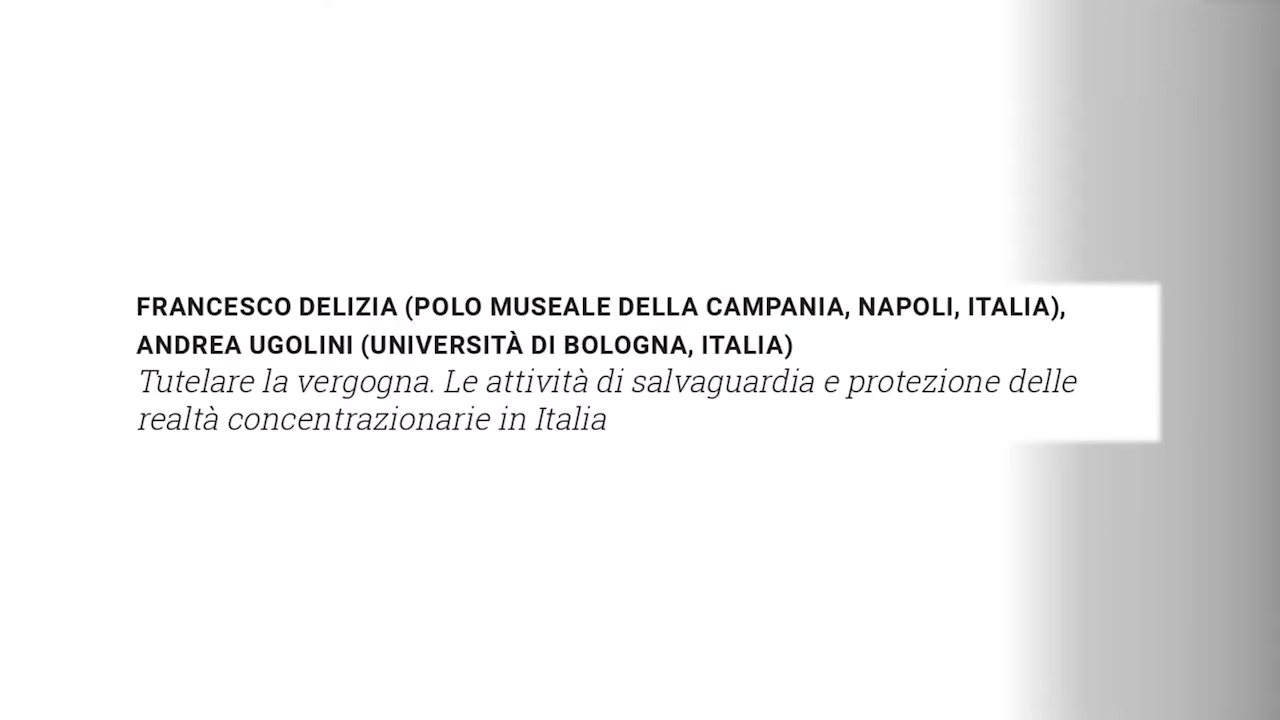 FRANCESCO DELIZIA (POLO MUSEALE DELLA CAMPANIA, NAPOLI, ITALIA),
ANDREA UGOLINI (UNIVERSITÀ DI BOLOGNA, ITALIA)
Tutelare la vergogna. Le attività di salvaguardia e protezione delle
realtà concentrazionarie in Italia